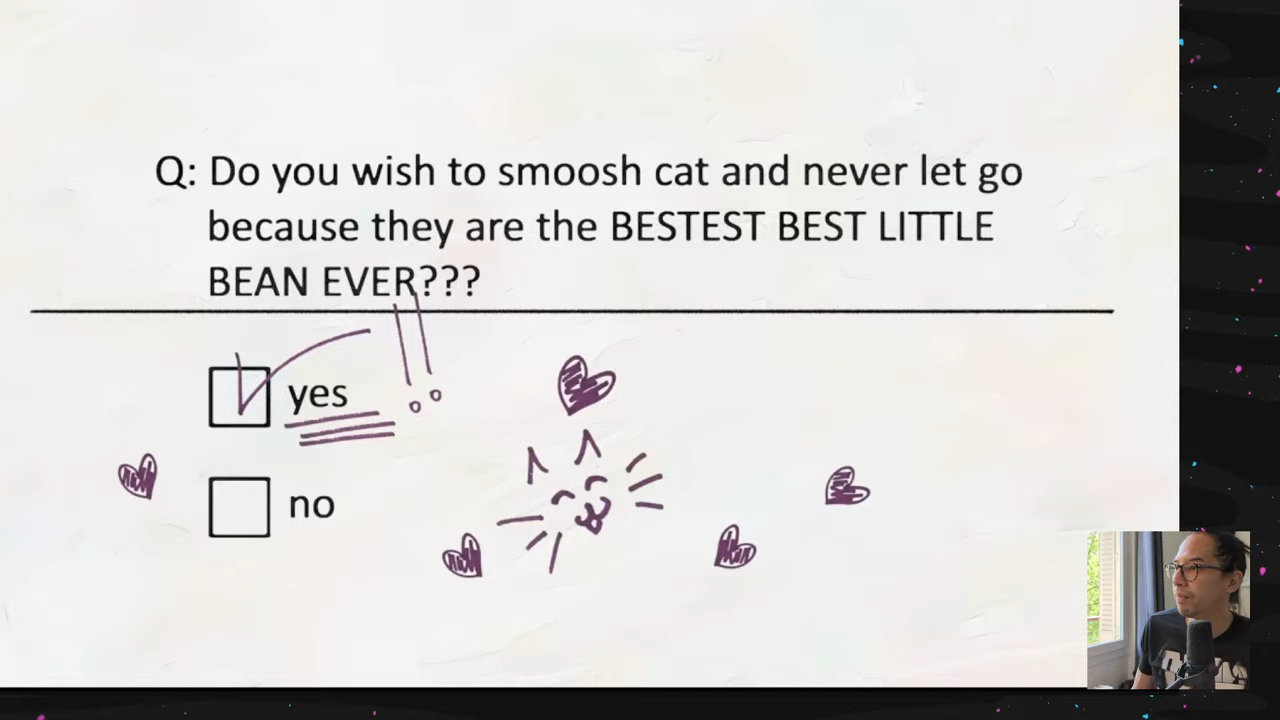 Q: Do you wish to smoosh cat and never let go
because they are the BESTEST BEST LITTLE
BEAN EVER???
yes !!
no